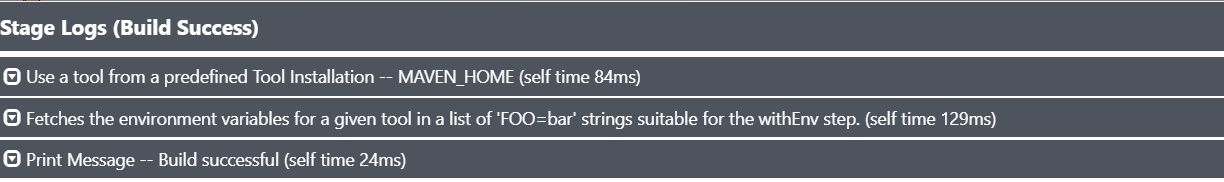 Stage Logs (Build Success)
Use a tool from a predefined Tool Installation -- MAVEN_HOME (self time 84ms)
Fetches the environment variables for a given tool in a list of 'FOO=bar' strings suitable for the withEnv step. (self time 129ms)
Print Message -- Build successful (self time 24ms)